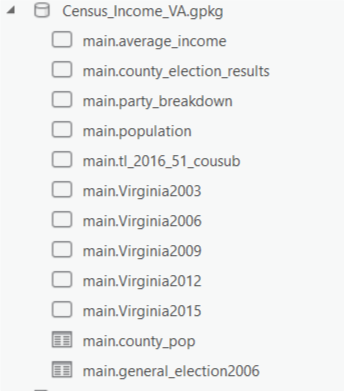 Census_Income_VA.gpkg
main.average_income
main.county_election_results
main.party_breakdown
main.population
main.tl_2016_51_cousub
main.Virginia2003
main.Virginia2006
main.Virginia2009
main.Virginia2012
main.Virginia2015
main.county_pop
main.general_election2006